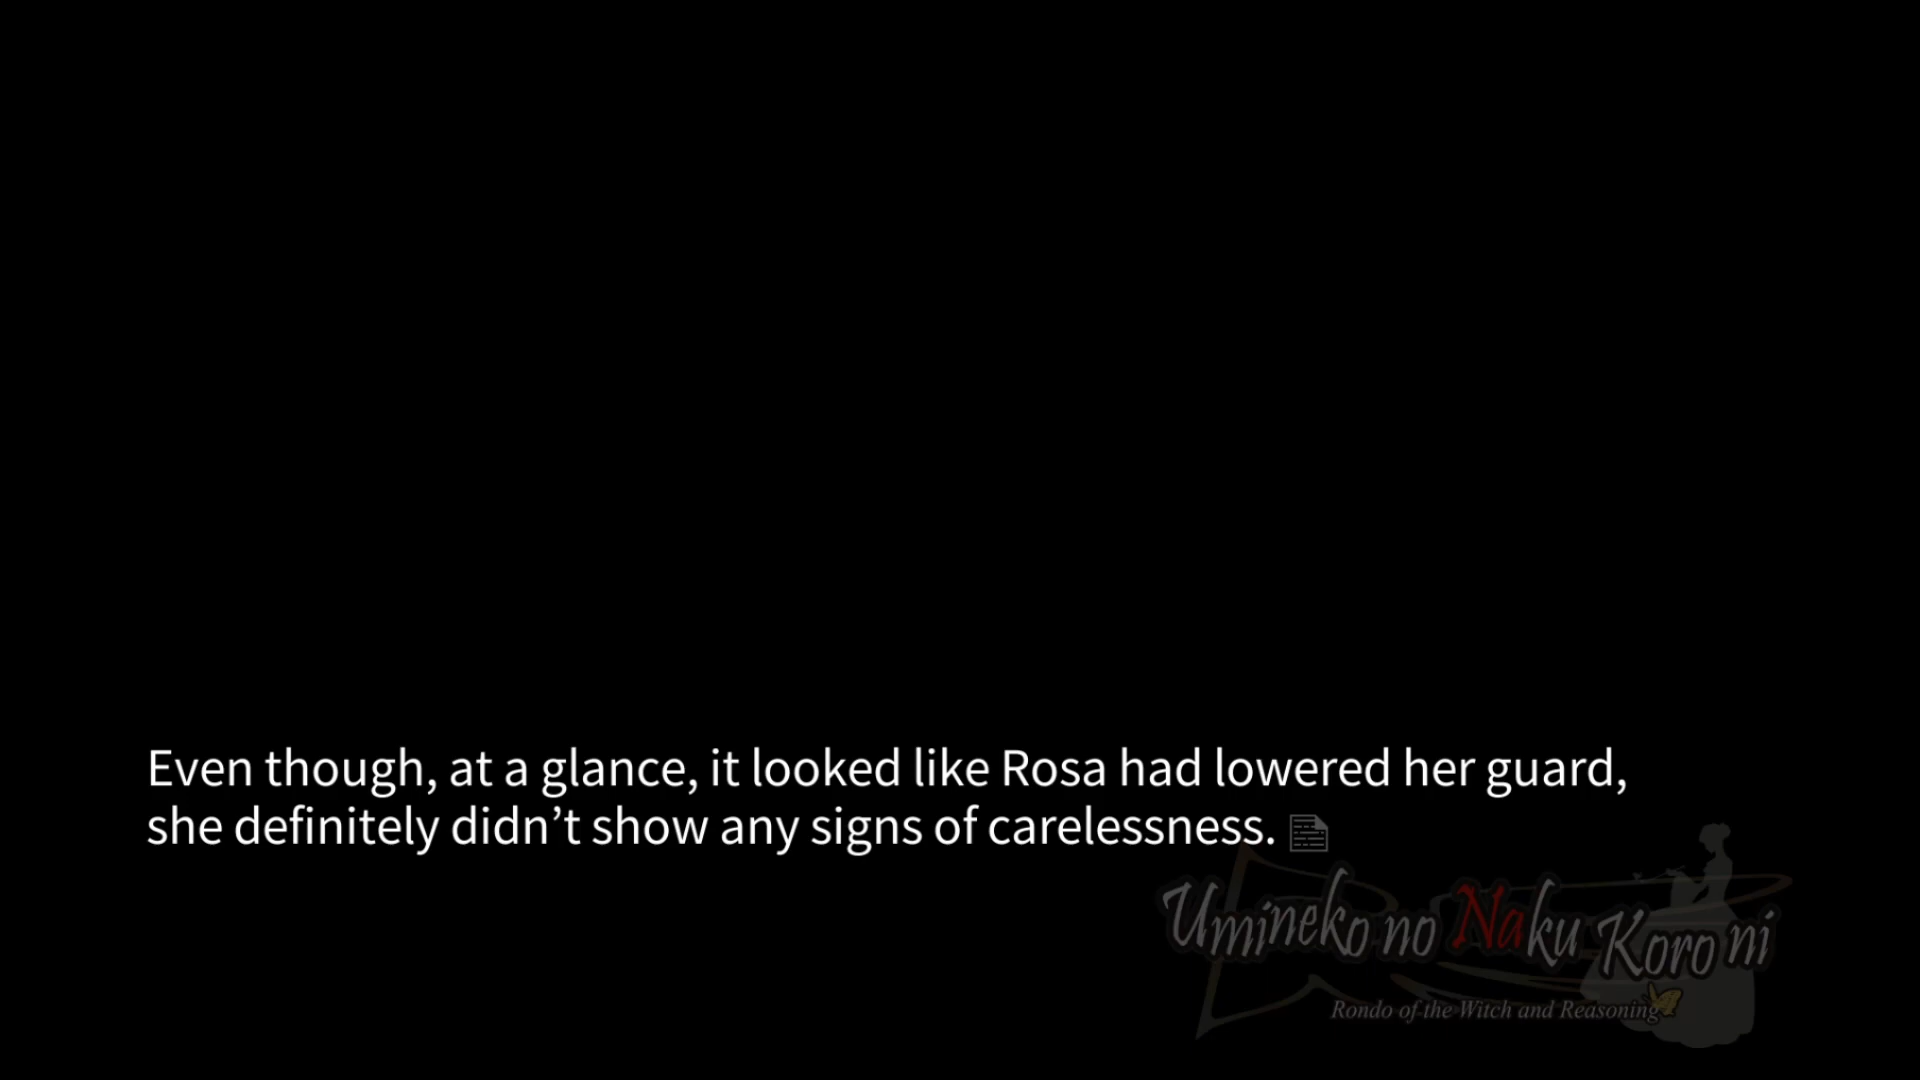 Even though, at a glance, it looked like Rosa had lowered her guard,
she definitely didn’t show any signs of carelessness.
Umineko no Naku Koro ni
Rondo of the Witch and Reasoning